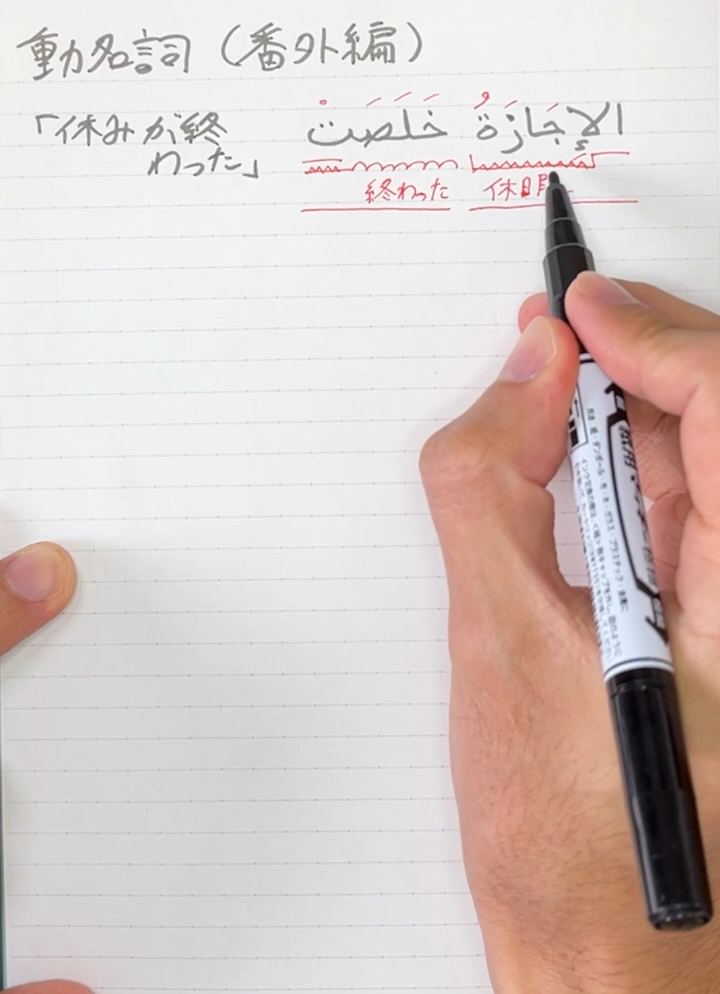 動名詞（番外編）
「休みが終
わった」
الإِجَازَةُ خَلَصَتْ
終わった 休暇